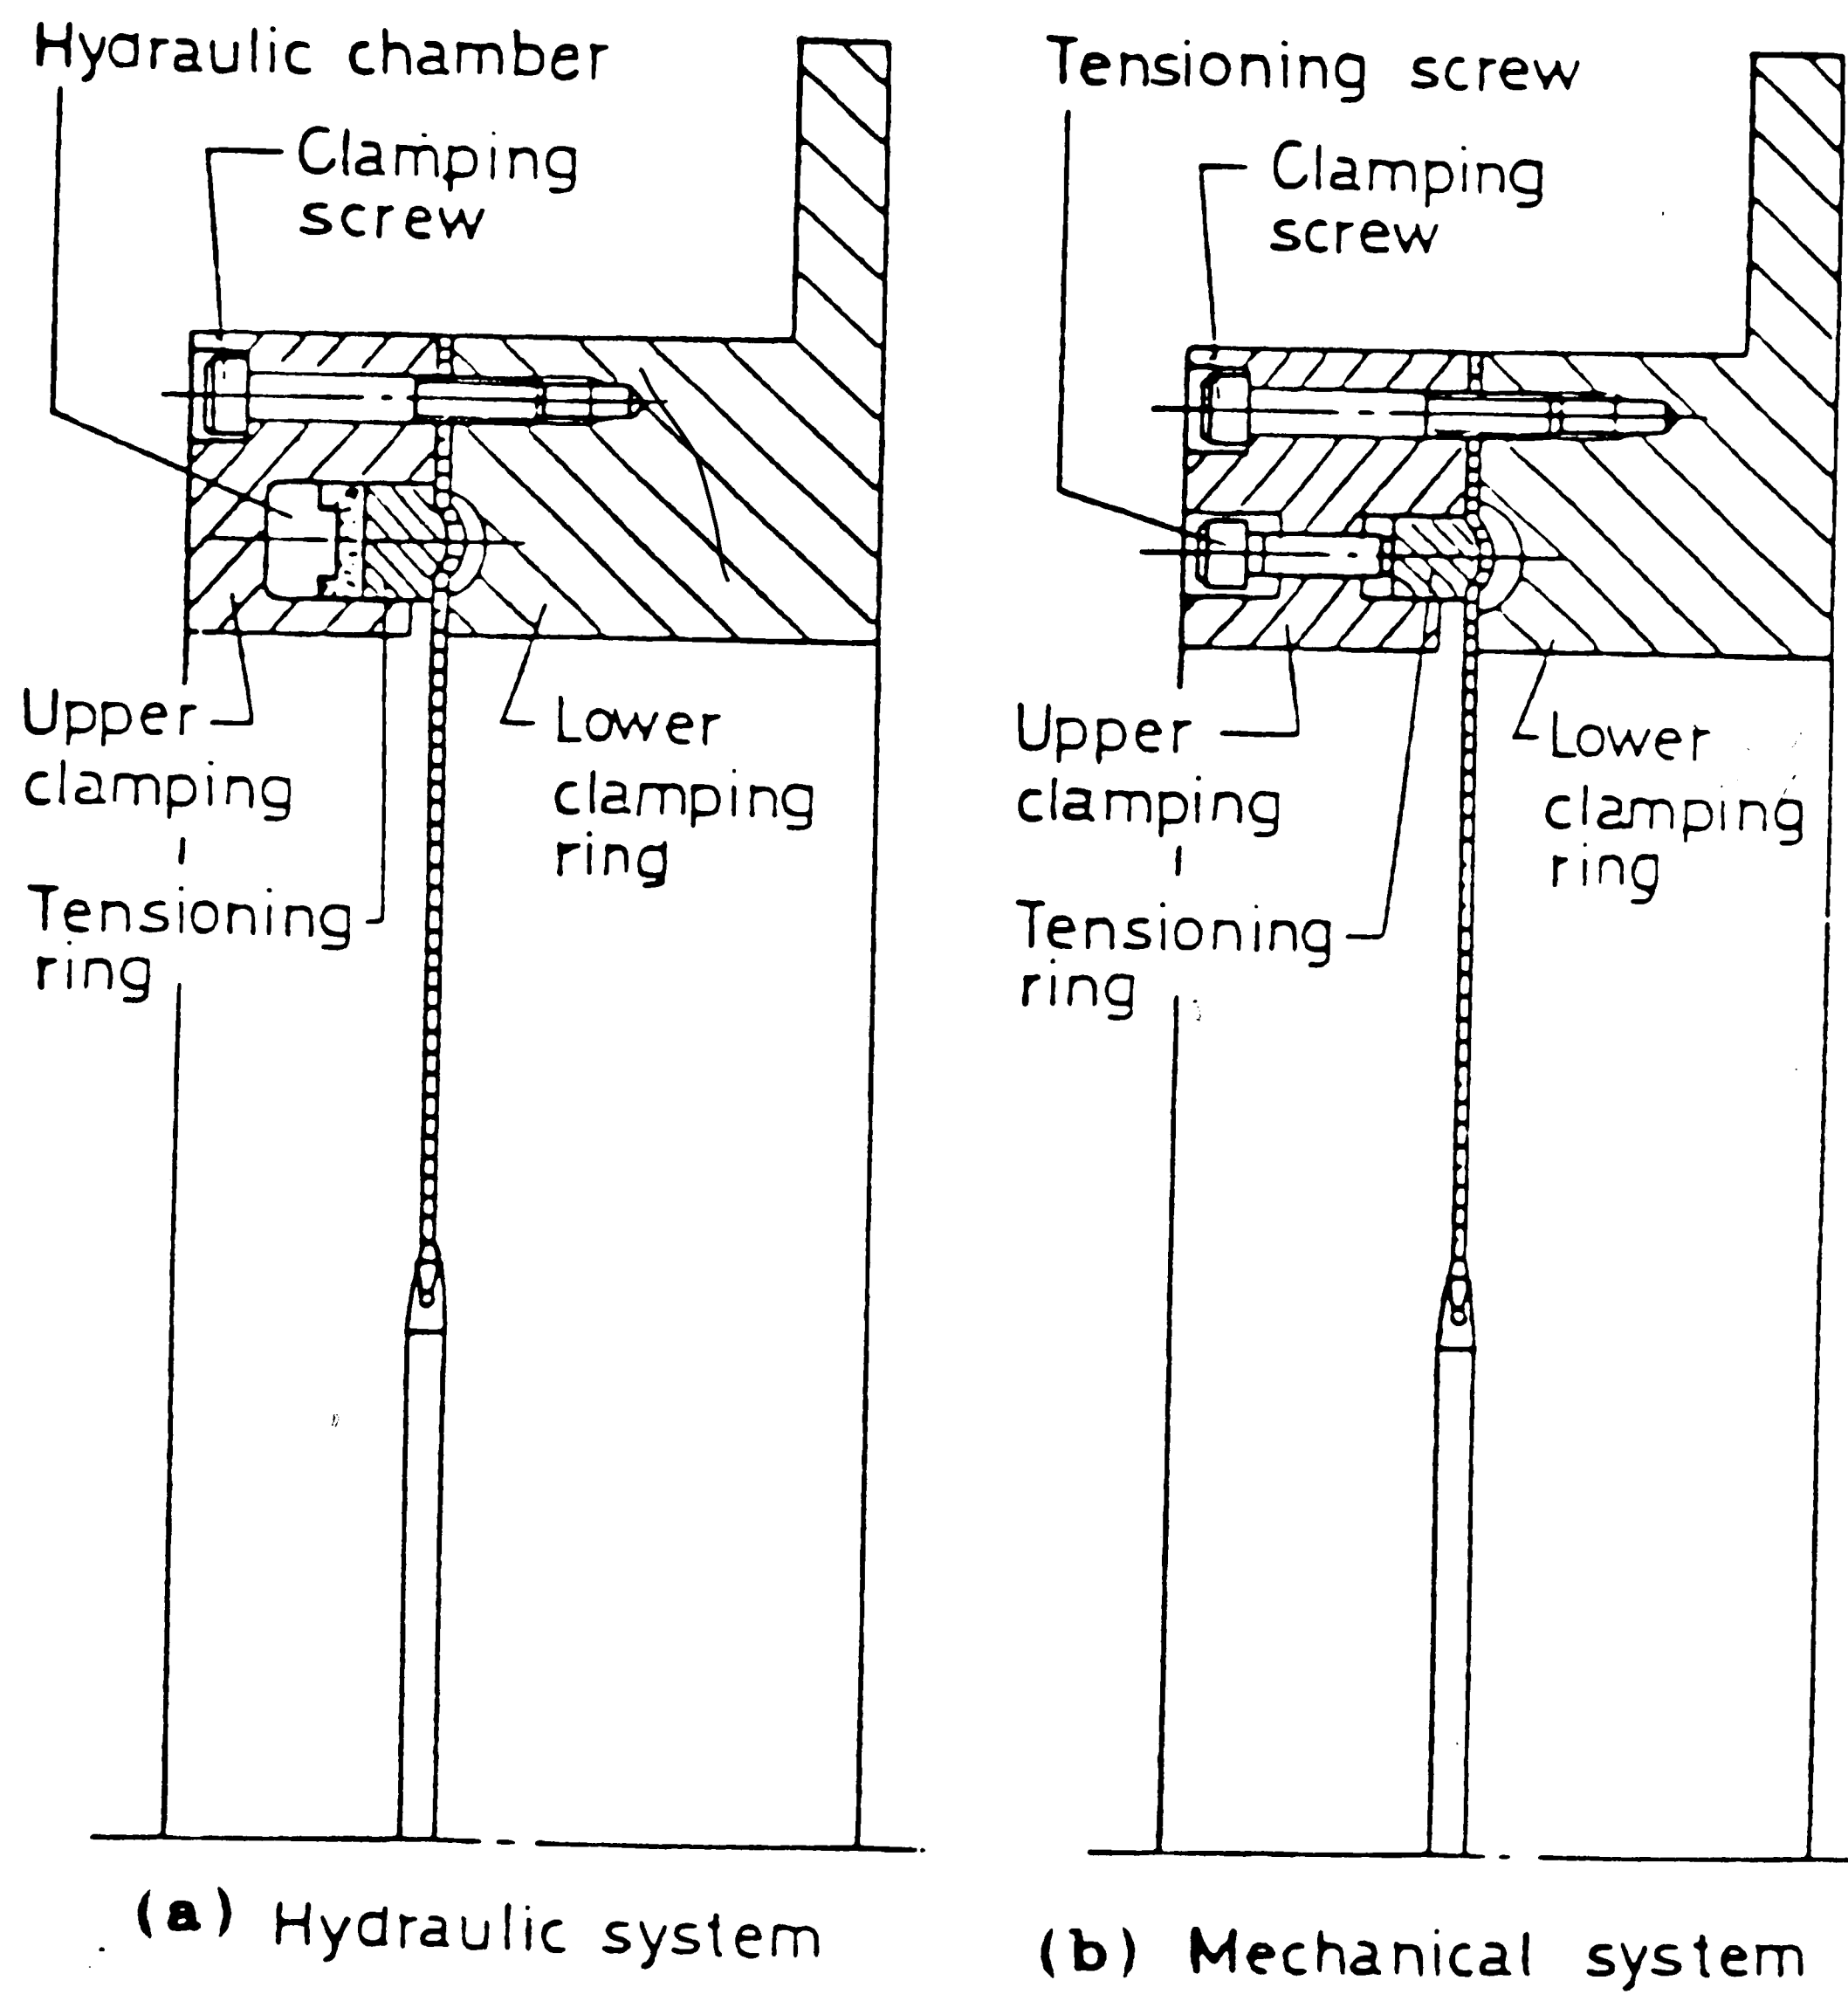 Hydraulic chamber
Clamping
screw
Upper
clamping
Tensioning
ring
Lower
clamping
ring
(a) Hydraulic system
Tensioning screw
Clamping
screw
Upper
clamping
Tensioning
ring
Lower
clamping
ring
(b) Mechanical system